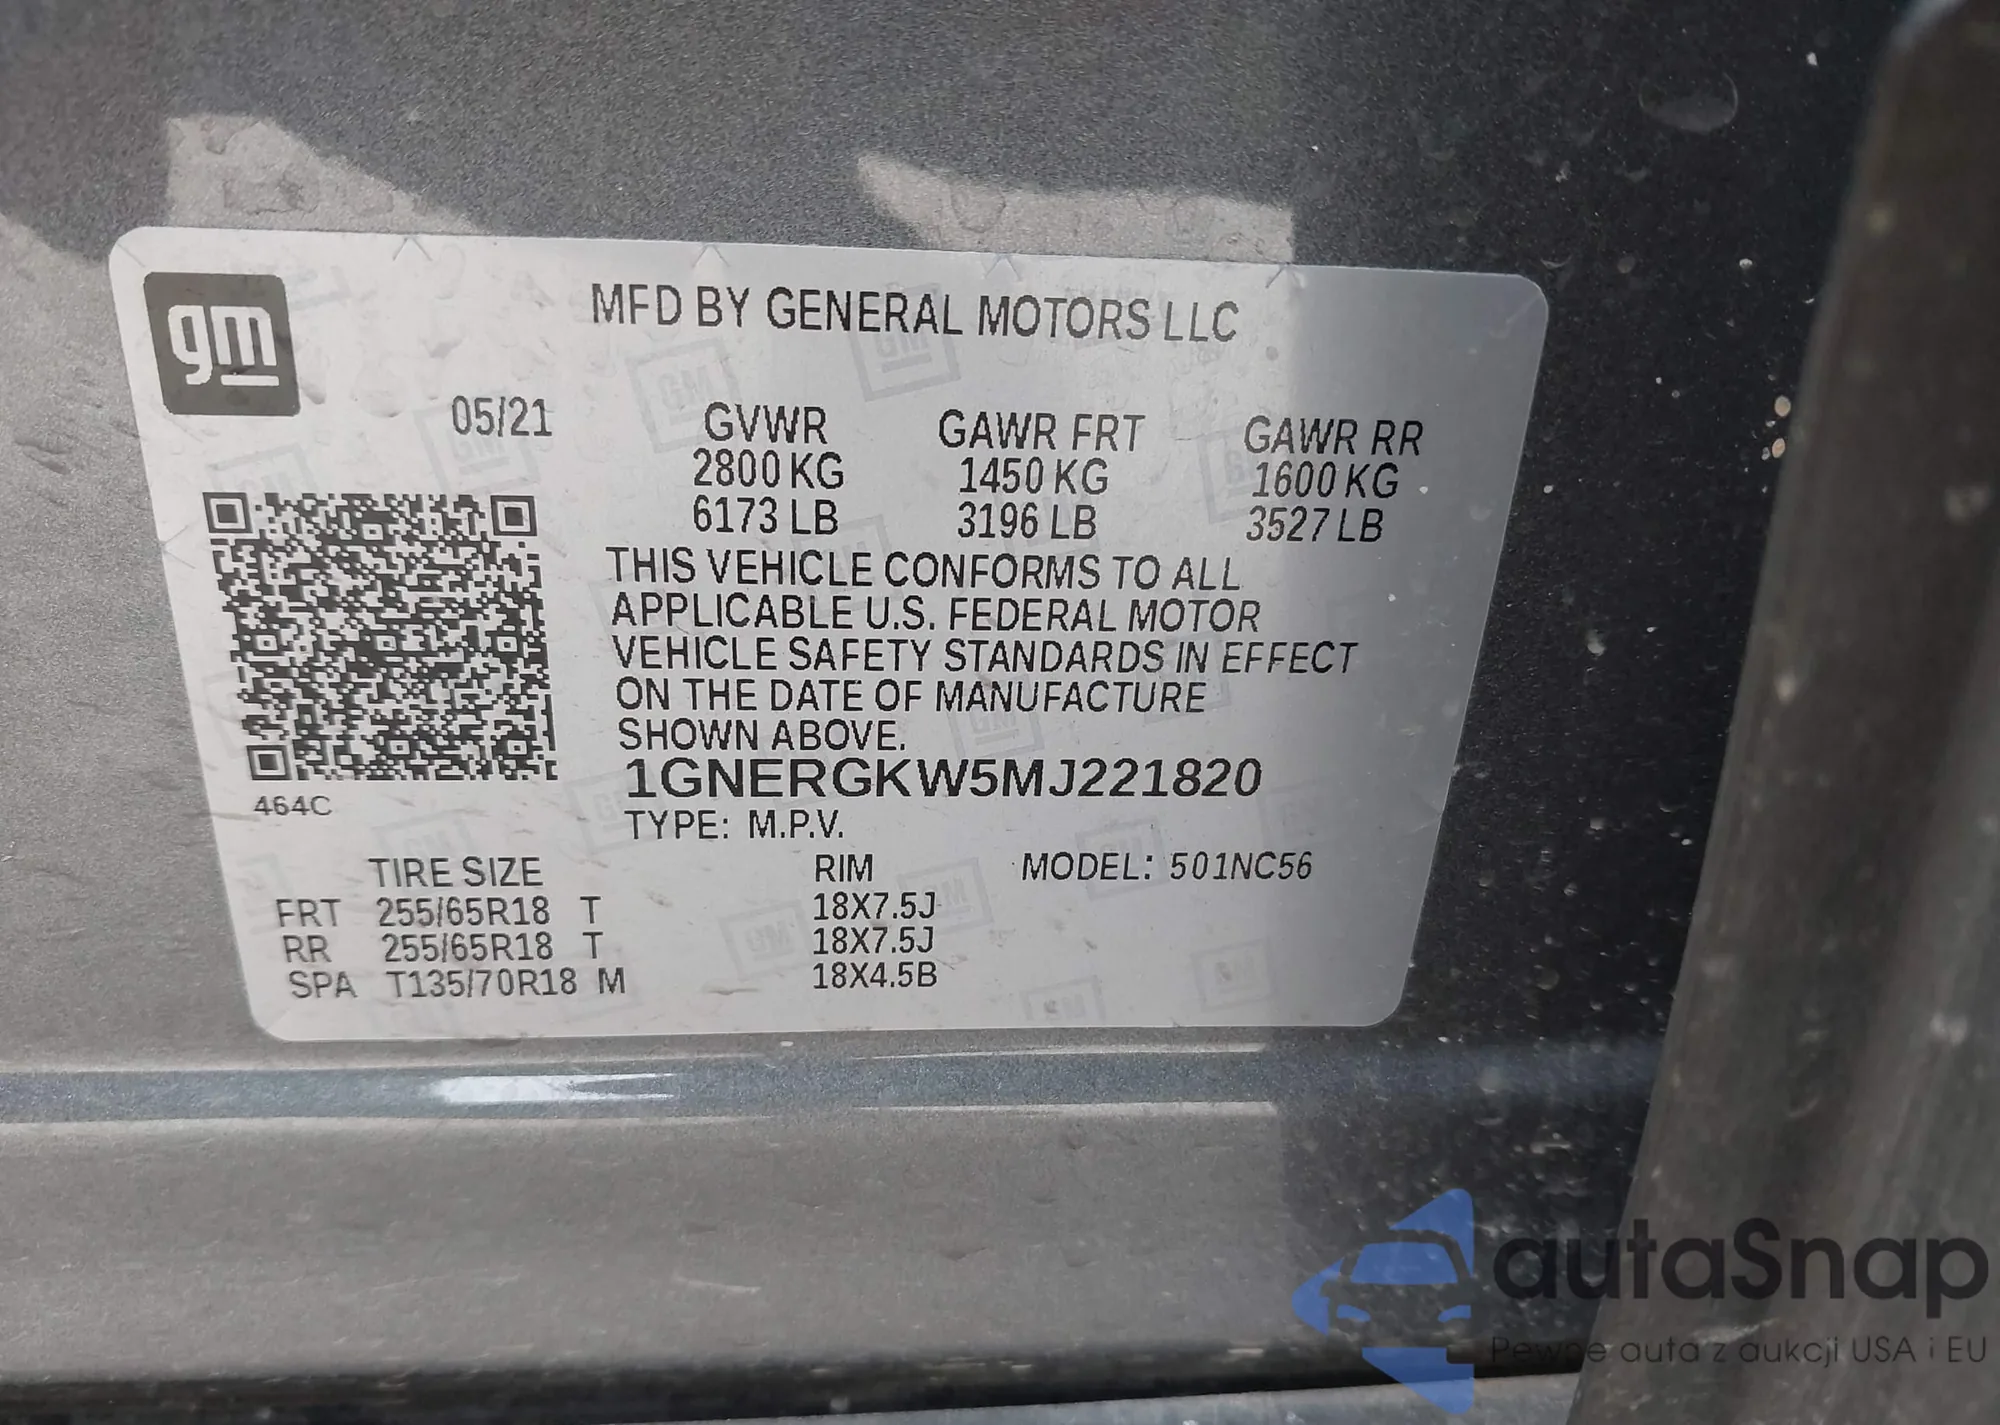 gm
MFD BY GENERAL MOTORS LLC
05/21 GVWR GAWR FRT GAWR RR
2800 KG 1450 KG 1600 KG
6173 LB 3196 LB 3527 LB
THIS VEHICLE CONFORMS TO ALL
APPLICABLE U.S. FEDERAL MOTOR
VEHICLE SAFETY STANDARDS IN EFFECT
ON THE DATE OF MANUFACTURE
SHOWN ABOVE.
1GNERGKW5MJ221820
464C
TYPE: M.P.V.
TIRE SIZE RIM MODEL: 501NC56
FRT 255/65R18 T 18X7.5J
RR 255/65R18 T 18X7.5J
SPA T135/70R18 M 18X4.5B
autaSnap
Pewne auta z aukcji USA i EU